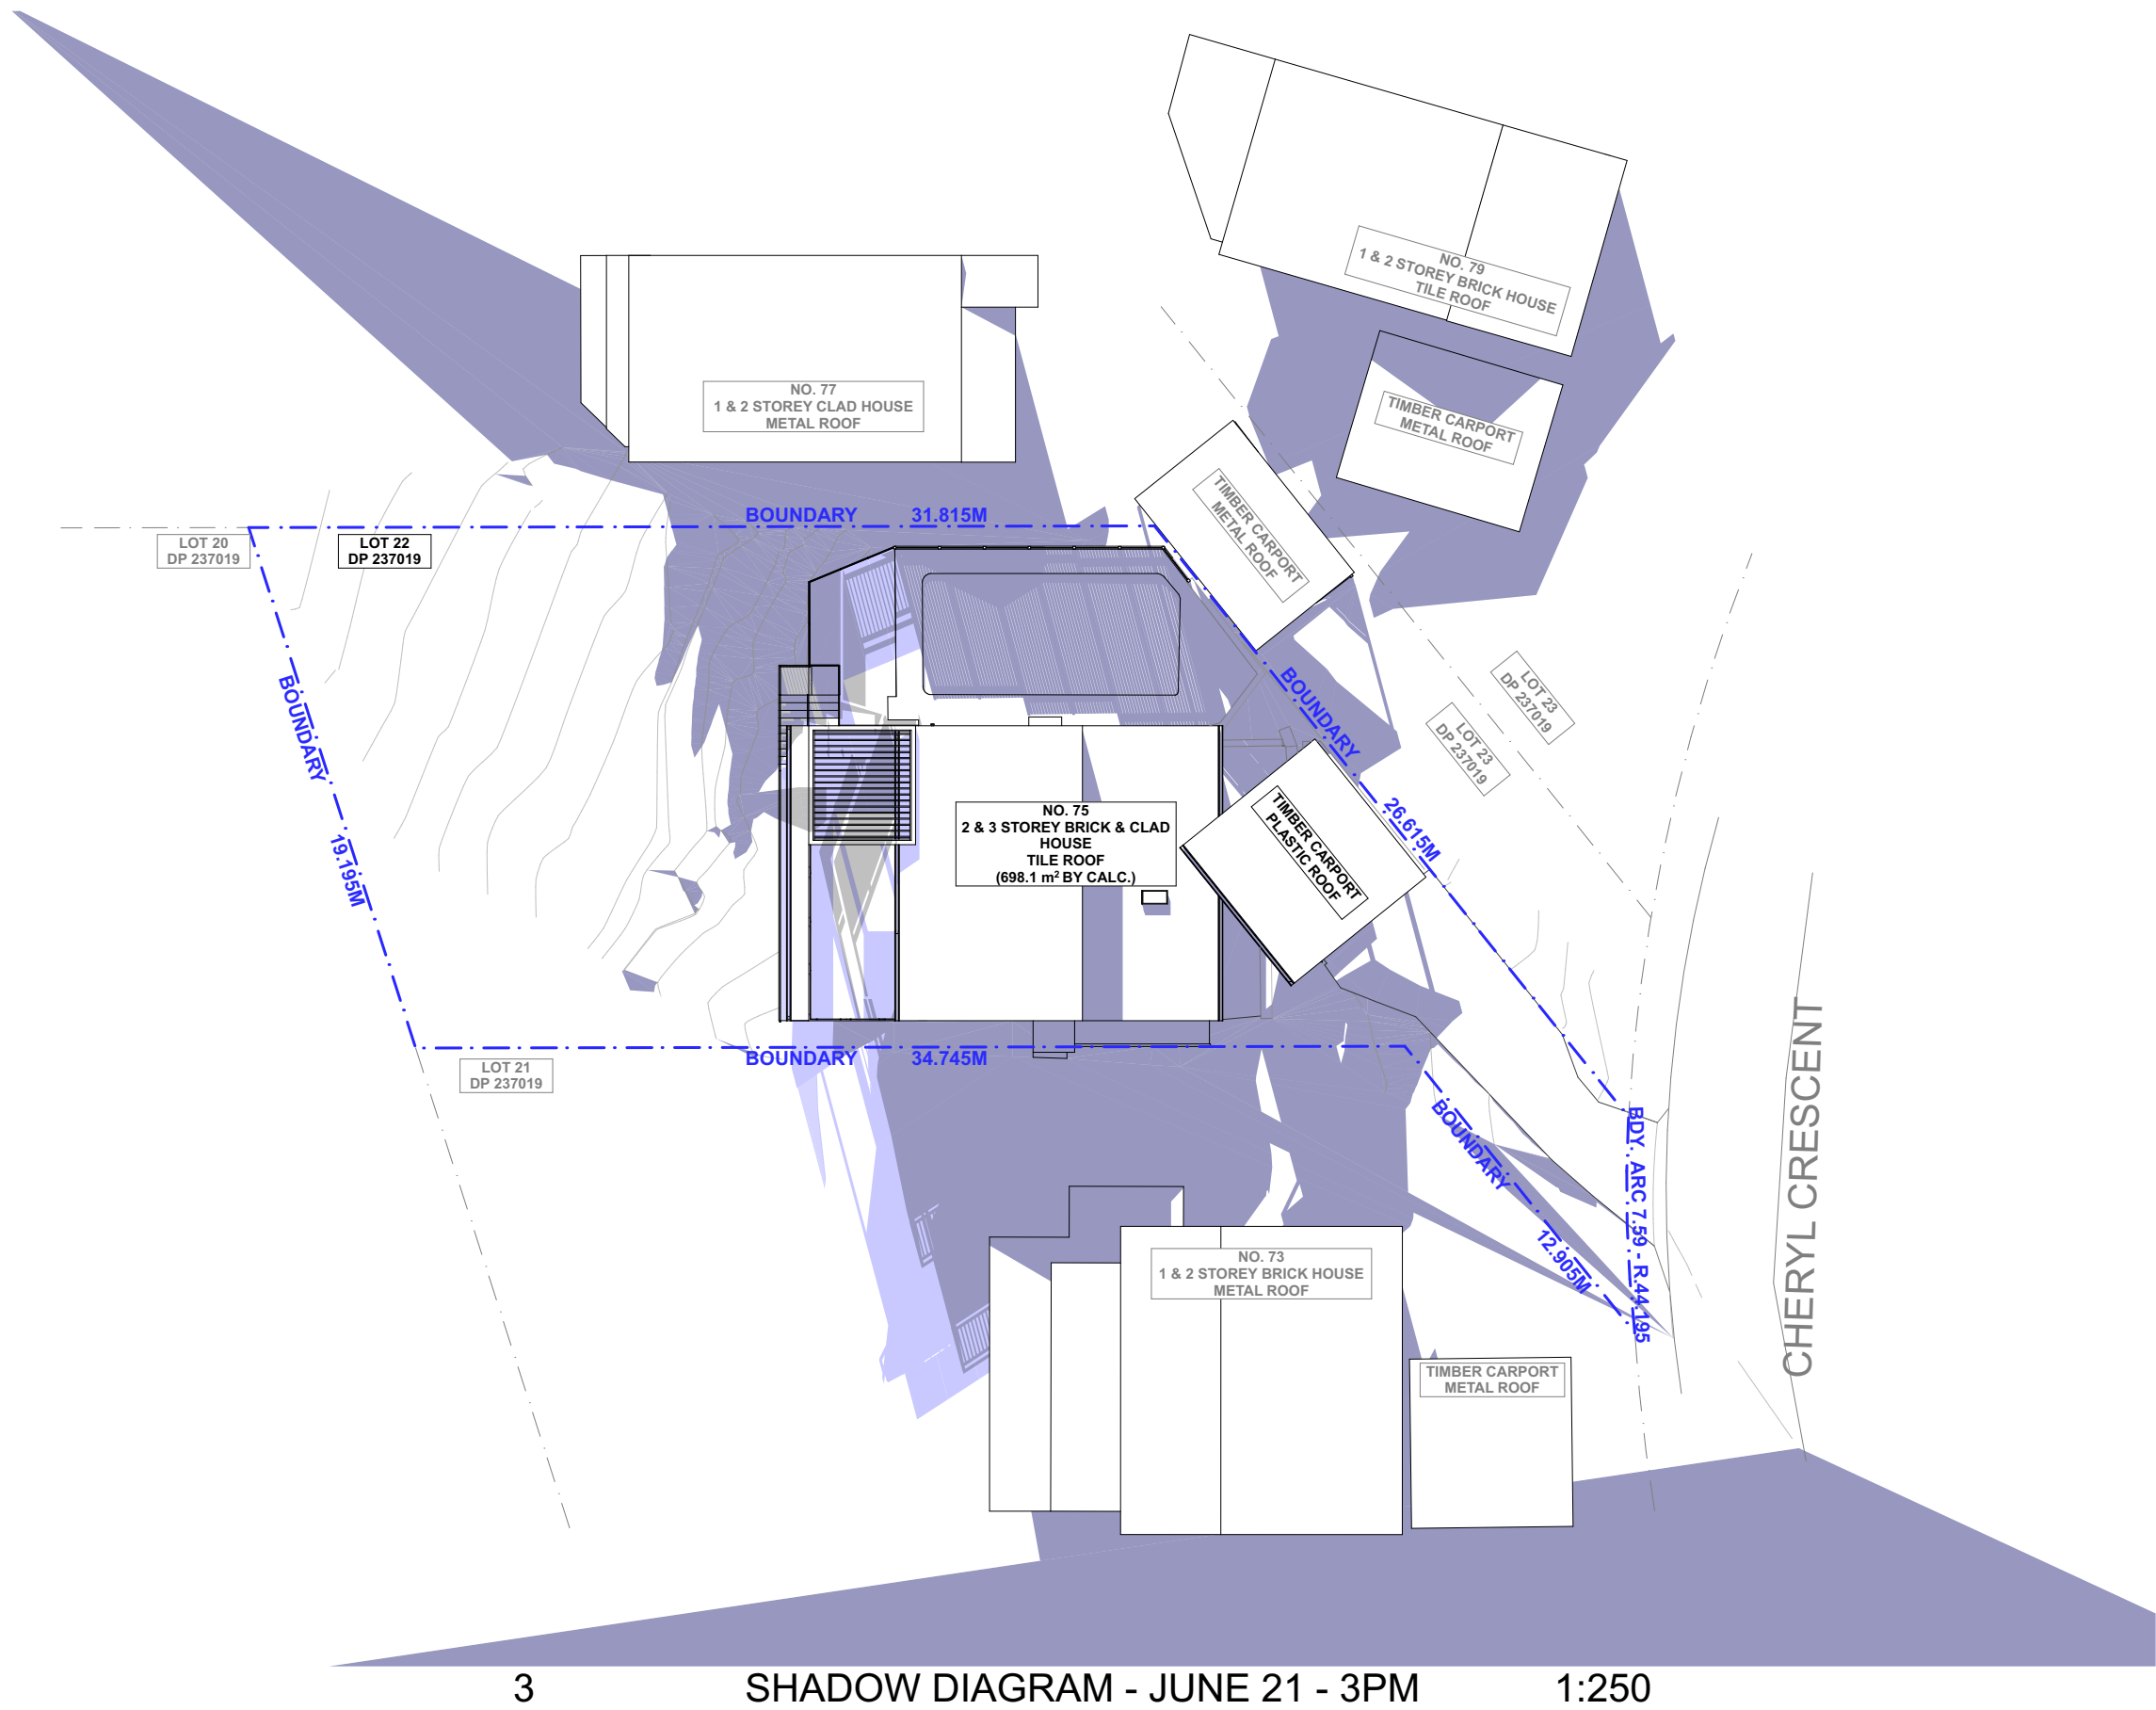 NO. 79
1 & 2 STOREY BRICK HOUSE
TILE ROOF
NO. 77
1 & 2 STOREY CLAD HOUSE
METAL ROOF
TIMBER CARPORT
METAL ROOF
TIMBER CARPORT
METAL ROOF
BOUNDARY 31.815M
LOT 20
DP 237019
LOT 22
DP 237019
BOUNDARY
19.195M
BOUNDARY
26.615M
LOT 23
DP 237019
LOT 23
DP 237019
NO. 75
2 & 3 STOREY BRICK & CLAD
HOUSE
TILE ROOF
(698.1 m² BY CALC.)
TIMBER CARPORT
PLASTIC ROOF
BOUNDARY 34.745M
LOT 21
DP 237019
BOUNDARY
12.905M
BDY. ARC 7.59 - R.44.195
CHERYL CRESCENT
NO. 73
1 & 2 STOREY BRICK HOUSE
METAL ROOF
TIMBER CARPORT
METAL ROOF
3 SHADOW DIAGRAM - JUNE 21 - 3PM 1:250